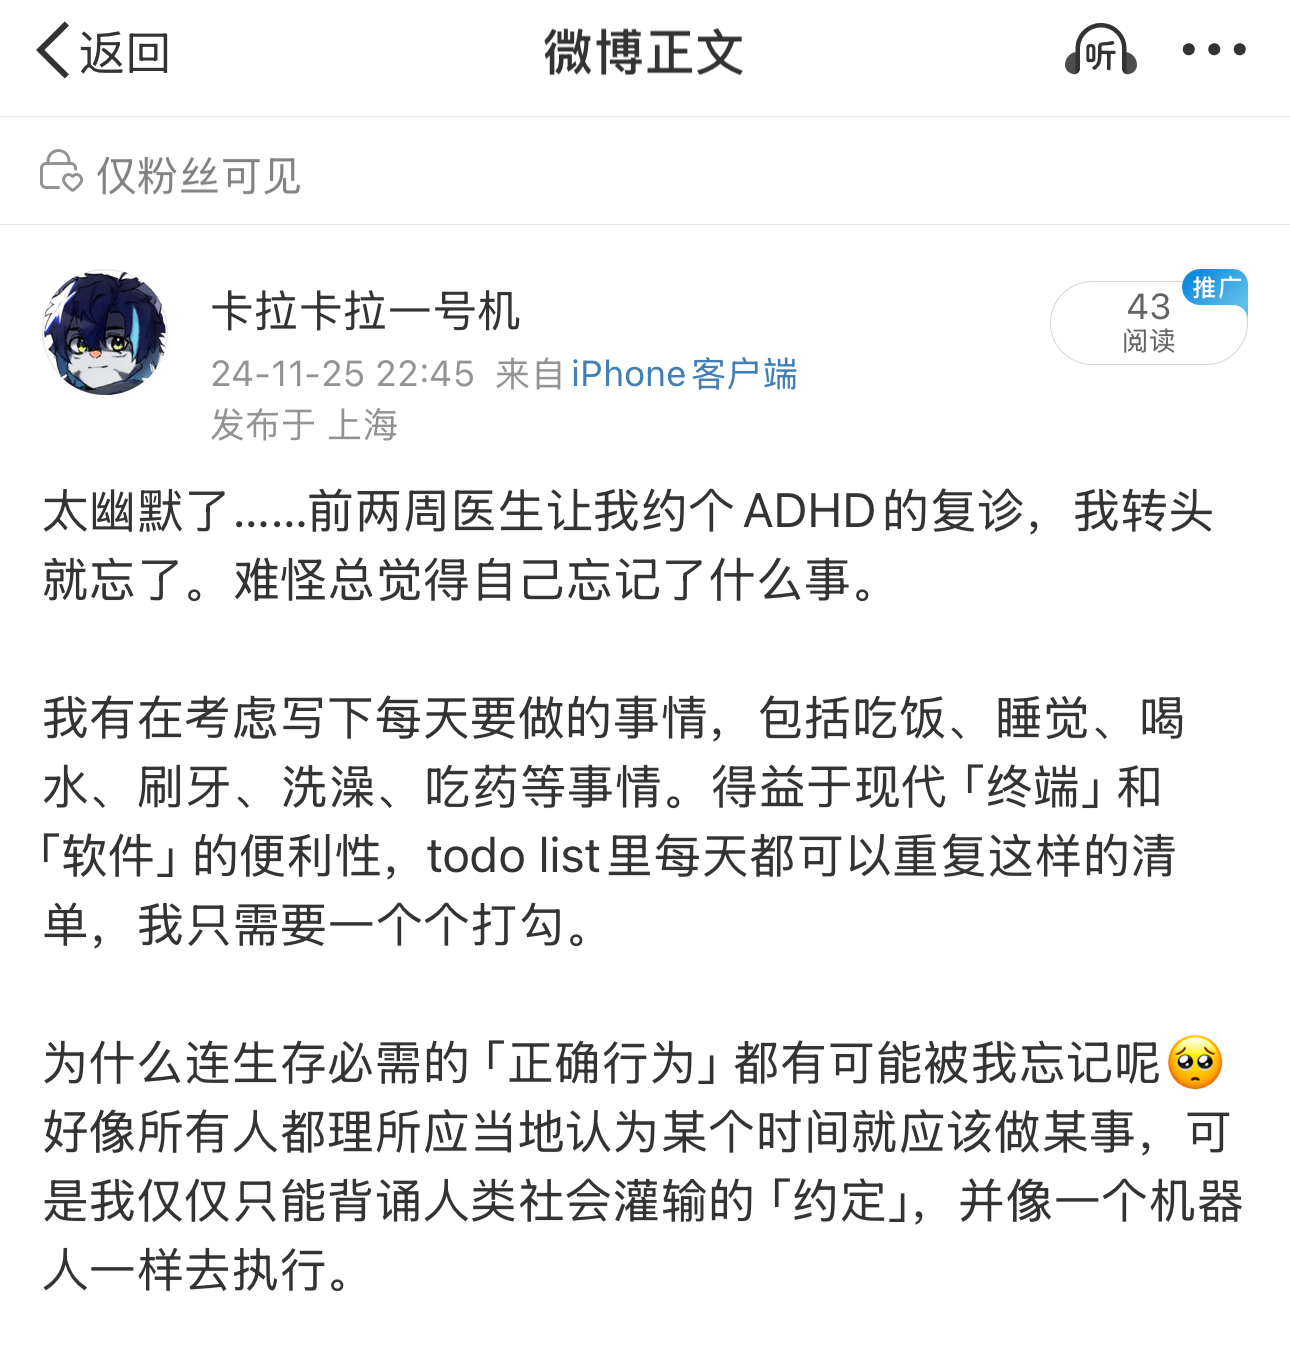 返回
微博正文
听
仅粉丝可见
卡拉卡拉一号机
43
推广
阅读
24-11-25 22:45 来自 iPhone客户端
发布于 上海
太幽默了……前两周医生让我约个ADHD的复诊，我转头
就忘了。难怪总觉得自己忘记了什么事。
我有在考虑写下每天要做的事情，包括吃饭、睡觉、喝
水、刷牙、洗澡、吃药等事情。得益于现代「终端」和
「软件」的便利性，todo list里每天都可以重复这样的清
单，我只需要一个个打勾。
为什么连生存必需的「正确行为」都有可能被我忘记呢🥺
好像所有人都理所应当地认为某个时间就应该做某事，可
是我仅仅只能背诵人类社会灌输的「约定」，并像一个机器
人一样去执行。